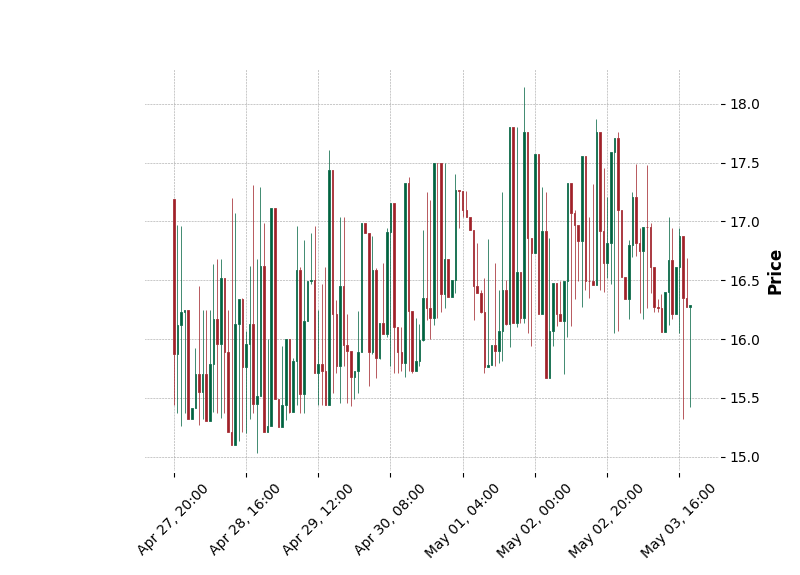 18.0
17.5
17.0
16.5
16.0
15.5
15.0
Price
Apr 27, 20:00
Apr 28, 16:00
Apr 29, 12:00
Apr 30, 08:00
May 01, 04:00
May 02, 00:00
May 02, 20:00
May 03, 16:00